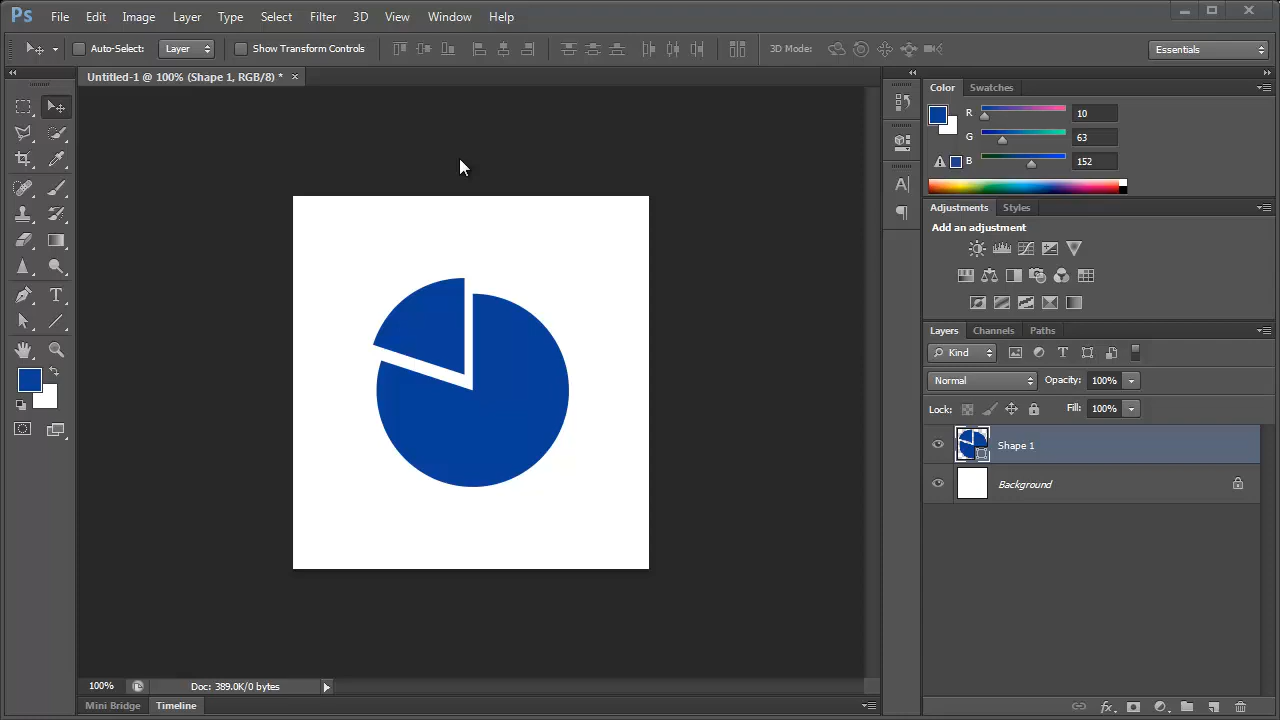 Ps File Edit Image Layer Type Select Filter 3D View Window Help
Auto-Select: Layer Show Transform Controls 3D Mode: Essentials
Untitled-1 @ 100% (Shape 1, RGB/8) * ×
Color Swatches
R 10
G 63
B 152
Adjustments Styles
Add an adjustment
Layers Channels Paths
Kind
Normal Opacity: 100%
Lock: Fill: 100%
Shape 1
Background
100% Doc: 389.0K/0 bytes
Mini Bridge Timeline